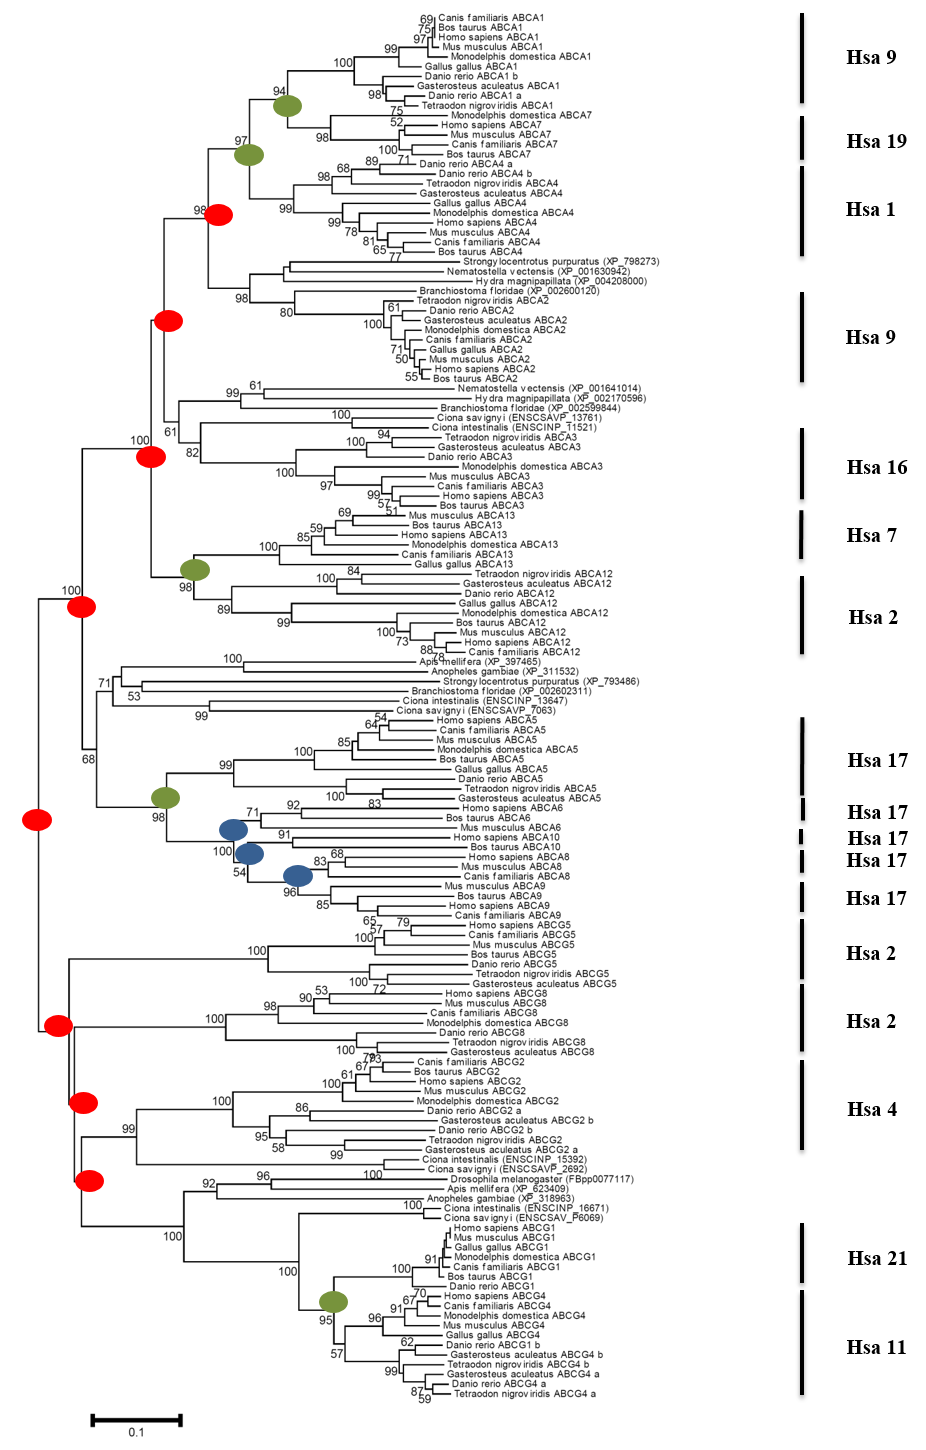 69 Canis familiaris ABCA1
75 Bos taurus ABCA1
Homo sapiens ABCA1
97 Mus musculus ABCA1
99 Monodelphis domestica ABCA1
Hsa 9
100 Gallus gallus ABCA1
Danio rerio ABCA1 b
Gasterosteus aculeatus ABCA1
94 98 Danio rerio ABCA1 a
Tetraodon nigroviridis ABCA1
75 Monodelphis domestica ABCA7
52 Homo sapiens ABCA7
98 Mus musculus ABCA7
97 Canis familiaris ABCA7
Hsa 19
100 Bos taurus ABCA7
89 71 Danio rerio ABCA4 a
68 Danio rerio ABCA4 b
98 Tetraodon nigroviridis ABCA4
Gasterosteus aculeatus ABCA4
99 Gallus gallus ABCA4
98 Monodelphis domestica ABCA4
Hsa 1
99 Homo sapiens ABCA4
78 Mus musculus ABCA4
81 Canis familiaris ABCA4
65 Bos taurus ABCA4
77 Strongylocentrotus purpuratus (XP_798273)
Nematostella vectensis (XP_001630942)
Hydra magnipapillata (XP_004208000)
98 Branchiostoma floridae (XP_002600120)
Tetraodon nigroviridis ABCA2
80 61 Danio rerio ABCA2
100 Gasterosteus aculeatus ABCA2
Monodelphis domestica ABCA2
Hsa 9
Canis familiaris ABCA2
71 Gallus gallus ABCA2
50 Mus musculus ABCA2
Homo sapiens ABCA2
55 Bos taurus ABCA2
61 Nematostella vectensis (XP_001641014)
99 Hydra magnipapillata (XP_002170596)
Branchiostoma floridae (XP_002599844)
100 Ciona savignyi (ENSCSAVP_13761)
61 Ciona intestinalis (ENSCINP_11521)
100 94 Tetraodon nigroviridis ABCA3
100 Gasterosteus aculeatus ABCA3
82 Danio rerio ABCA3
100 Monodelphis domestica ABCA3
Hsa 16
97 Mus musculus ABCA3
Canis familiaris ABCA3
99 Homo sapiens ABCA3
57 Bos taurus ABCA3
69 51 Mus musculus ABCA13
59 Bos taurus ABCA13
85 Homo sapiens ABCA13
Hsa 7
100 Monodelphis domestica ABCA13
Canis familiaris ABCA13
Gallus gallus ABCA13
84 Tetraodon nigroviridis ABCA12
98 100 Gasterosteus aculeatus ABCA12
100 Danio rerio ABCA12
89 Gallus gallus ABCA12
99 Monodelphis domestica ABCA12
Hsa 2
Bos taurus ABCA12
100 Mus musculus ABCA12
73 Homo sapiens ABCA12
88 78 Canis familiaris ABCA12
100 Apis mellifera (XP_397465)
Anopheles gambiae (XP_311532)
71 Strongylocentrotus purpuratus (XP_793486)
53 Branchiostoma floridae (XP_002602311)
Ciona intestinalis (ENSCINP_13647)
99 Ciona savignyi (ENSCSAVP_7063)
54 Homo sapiens ABCA5
64 Canis familiaris ABCA5
85 Mus musculus ABCA5
100 Monodelphis domestica ABCA5
68 Bos taurus ABCA5
Hsa 17
99 Gallus gallus ABCA5
Danio rerio ABCA5
Tetraodon nigroviridis ABCA5
100 Gasterosteus aculeatus ABCA5
92 83 Homo sapiens ABCA6
98 71 Bos taurus ABCA6
Hsa 17
Mus musculus ABCA6
91 Homo sapiens ABCA10
Hsa 17
100 Bos taurus ABCA10
68 Homo sapiens ABCA8
Hsa 17
83 Mus musculus ABCA8
54 Canis familiaris ABCA8
96 Mus musculus ABCA9
Bos taurus ABCA9
Hsa 17
85 Homo sapiens ABCA9
65 Canis familiaris ABCA9
79 Homo sapiens ABCG5
57 Canis familiaris ABCG5
100 Mus musculus ABCG5
100 Bos taurus ABCG5
Hsa 2
Danio rerio ABCG5
Tetraodon nigroviridis ABCG5
100 Gasterosteus aculeatus ABCG5
53 72 Homo sapiens ABCG8
90 Mus musculus ABCG8
98 Canis familiaris ABCG8
100 Monodelphis domestica ABCG8
Hsa 2
Danio rerio ABCG8
Tetraodon nigroviridis ABCG8
100 Gasterosteus aculeatus ABCG8
Canis familiaris ABCG2
67 Bos taurus ABCG2
61 Homo sapiens ABCG2
100 Mus musculus ABCG2
100 Monodelphis domestica ABCG2
86 Danio rerio ABCG2 a
Hsa 4
Gasterosteus aculeatus ABCG2 b
99 95 Danio rerio ABCG2 b
58 Tetraodon nigroviridis ABCG2
99 Gasterosteus aculeatus ABCG2 a
Ciona intestinalis (ENSCINP_15392)
100 Ciona savignyi (ENSCSAVP_2692)
96 Drosophila melanogaster (FBpp0077117)
92 Apis mellifera (XP_623409)
Anopheles gambiae (XP_318963)
100 Ciona intestinalis (ENSCINP_16671)
Ciona savignyi (ENSCSAV_P6069)
100 Homo sapiens ABCG1
Mus musculus ABCG1
Gallus gallus ABCG1
91 Monodelphis domestica ABCG1
Hsa 21
100 100 Canis familiaris ABCG1
Bos taurus ABCG1
Danio rerio ABCG1
70 Homo sapiens ABCG4
67 Canis familiaris ABCG4
91 Monodelphis domestica ABCG4
95 96 Mus musculus ABCG4
Gallus gallus ABCG4
62 Danio rerio ABCG1 b
Hsa 11
57 Gasterosteus aculeatus ABCG4 b
Tetraodon nigroviridis ABCG4 b
99 Gasterosteus aculeatus ABCG4 a
87 Danio rerio ABCG4 a
59 Tetraodon nigroviridis ABCG4 a
0.1